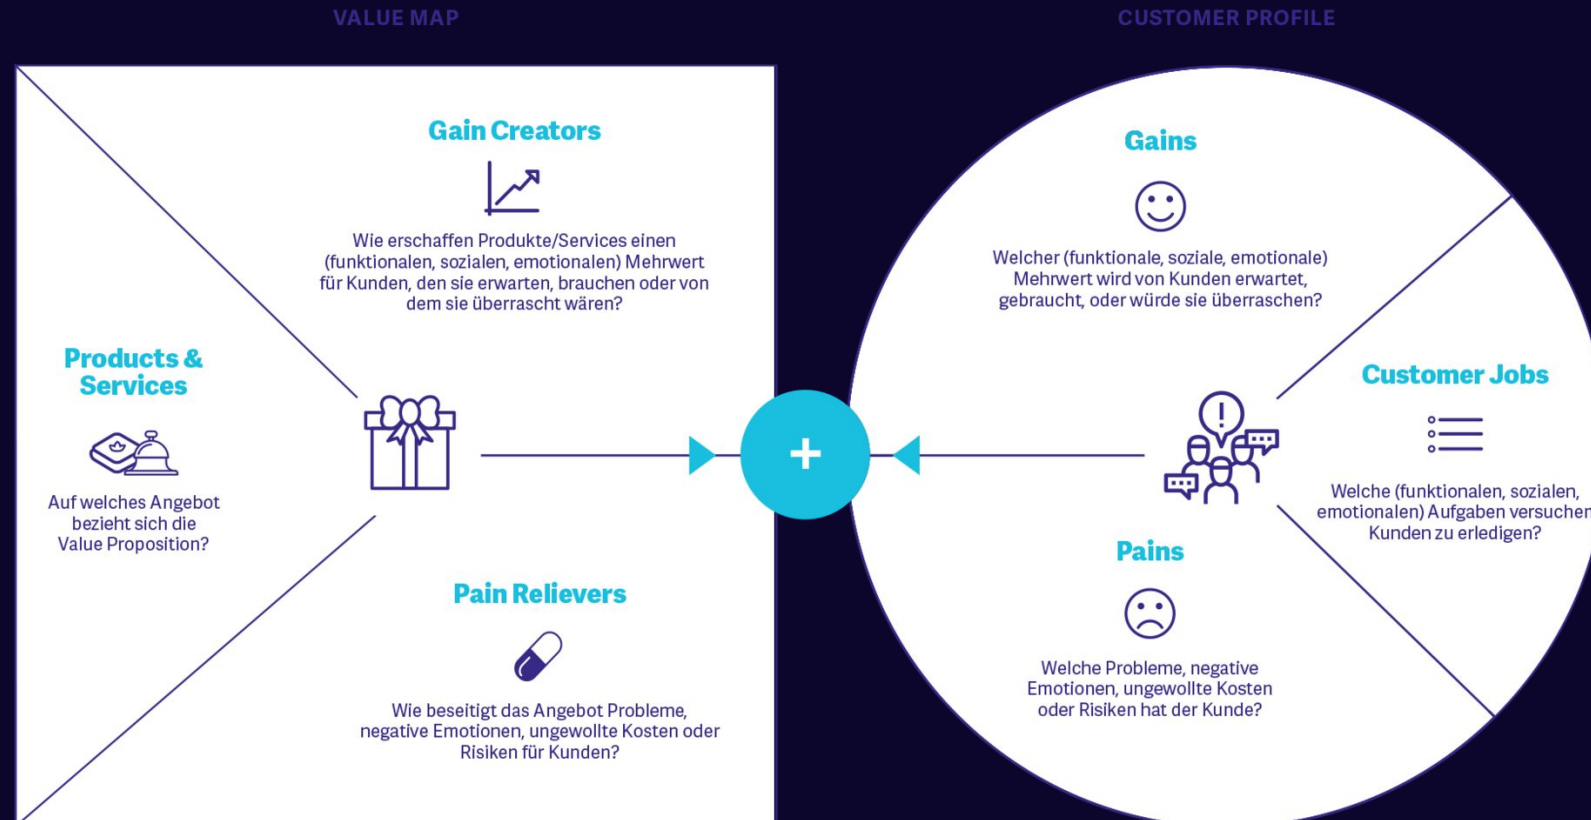 VALUE MAP
Gain Creators
Wie erschaffen Produkte/Services einen
(funktionalen, sozialen, emotionalen) Mehrwert
für Kunden, den sie erwarten, brauchen oder von
dem sie überrascht wären?
Products &
Services
Auf welches Angebot
bezieht sich die
Value Proposition?
Pain Relievers
Wie beseitigt das Angebot Probleme,
negative Emotionen, ungewollte Kosten oder
Risiken für Kunden?
+
CUSTOMER PROFILE
Gains
Welcher (funktionale, soziale, emotionale)
Mehrwert wird von Kunden erwartet,
gebraucht, oder würde sie überraschen?
Customer Jobs
Welche (funktionalen, sozialen,
emotionalen) Aufgaben versuchen
Kunden zu erledigen?
Pains
Welche Probleme, negative
Emotionen, ungewollte Kosten
oder Risiken hat der Kunde?